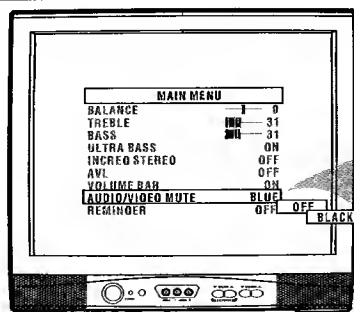 MAIN MENU
BALANCE 0
TREBLE 31
BASS 31
ULTRA BASS ON
INCREO STEREO OFF
AVL OFF
VOLUME BAR ON
AUDIO/VIDEO MUTE BLUE
OFF
BLACK
REMINDER OFF